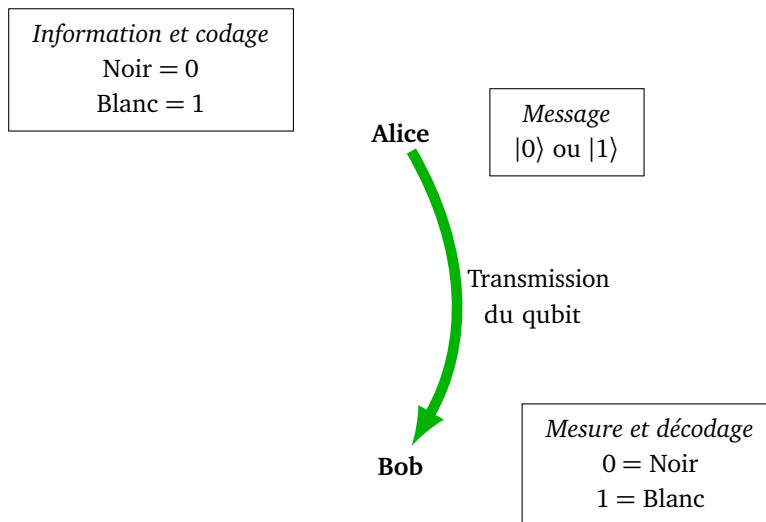 Information et codage
Noir = 0
Blanc = 1
Alice
Message
|0⟩ ou |1⟩
Transmission
du qubit
Bob
Mesure et décodage
0 = Noir
1 = Blanc